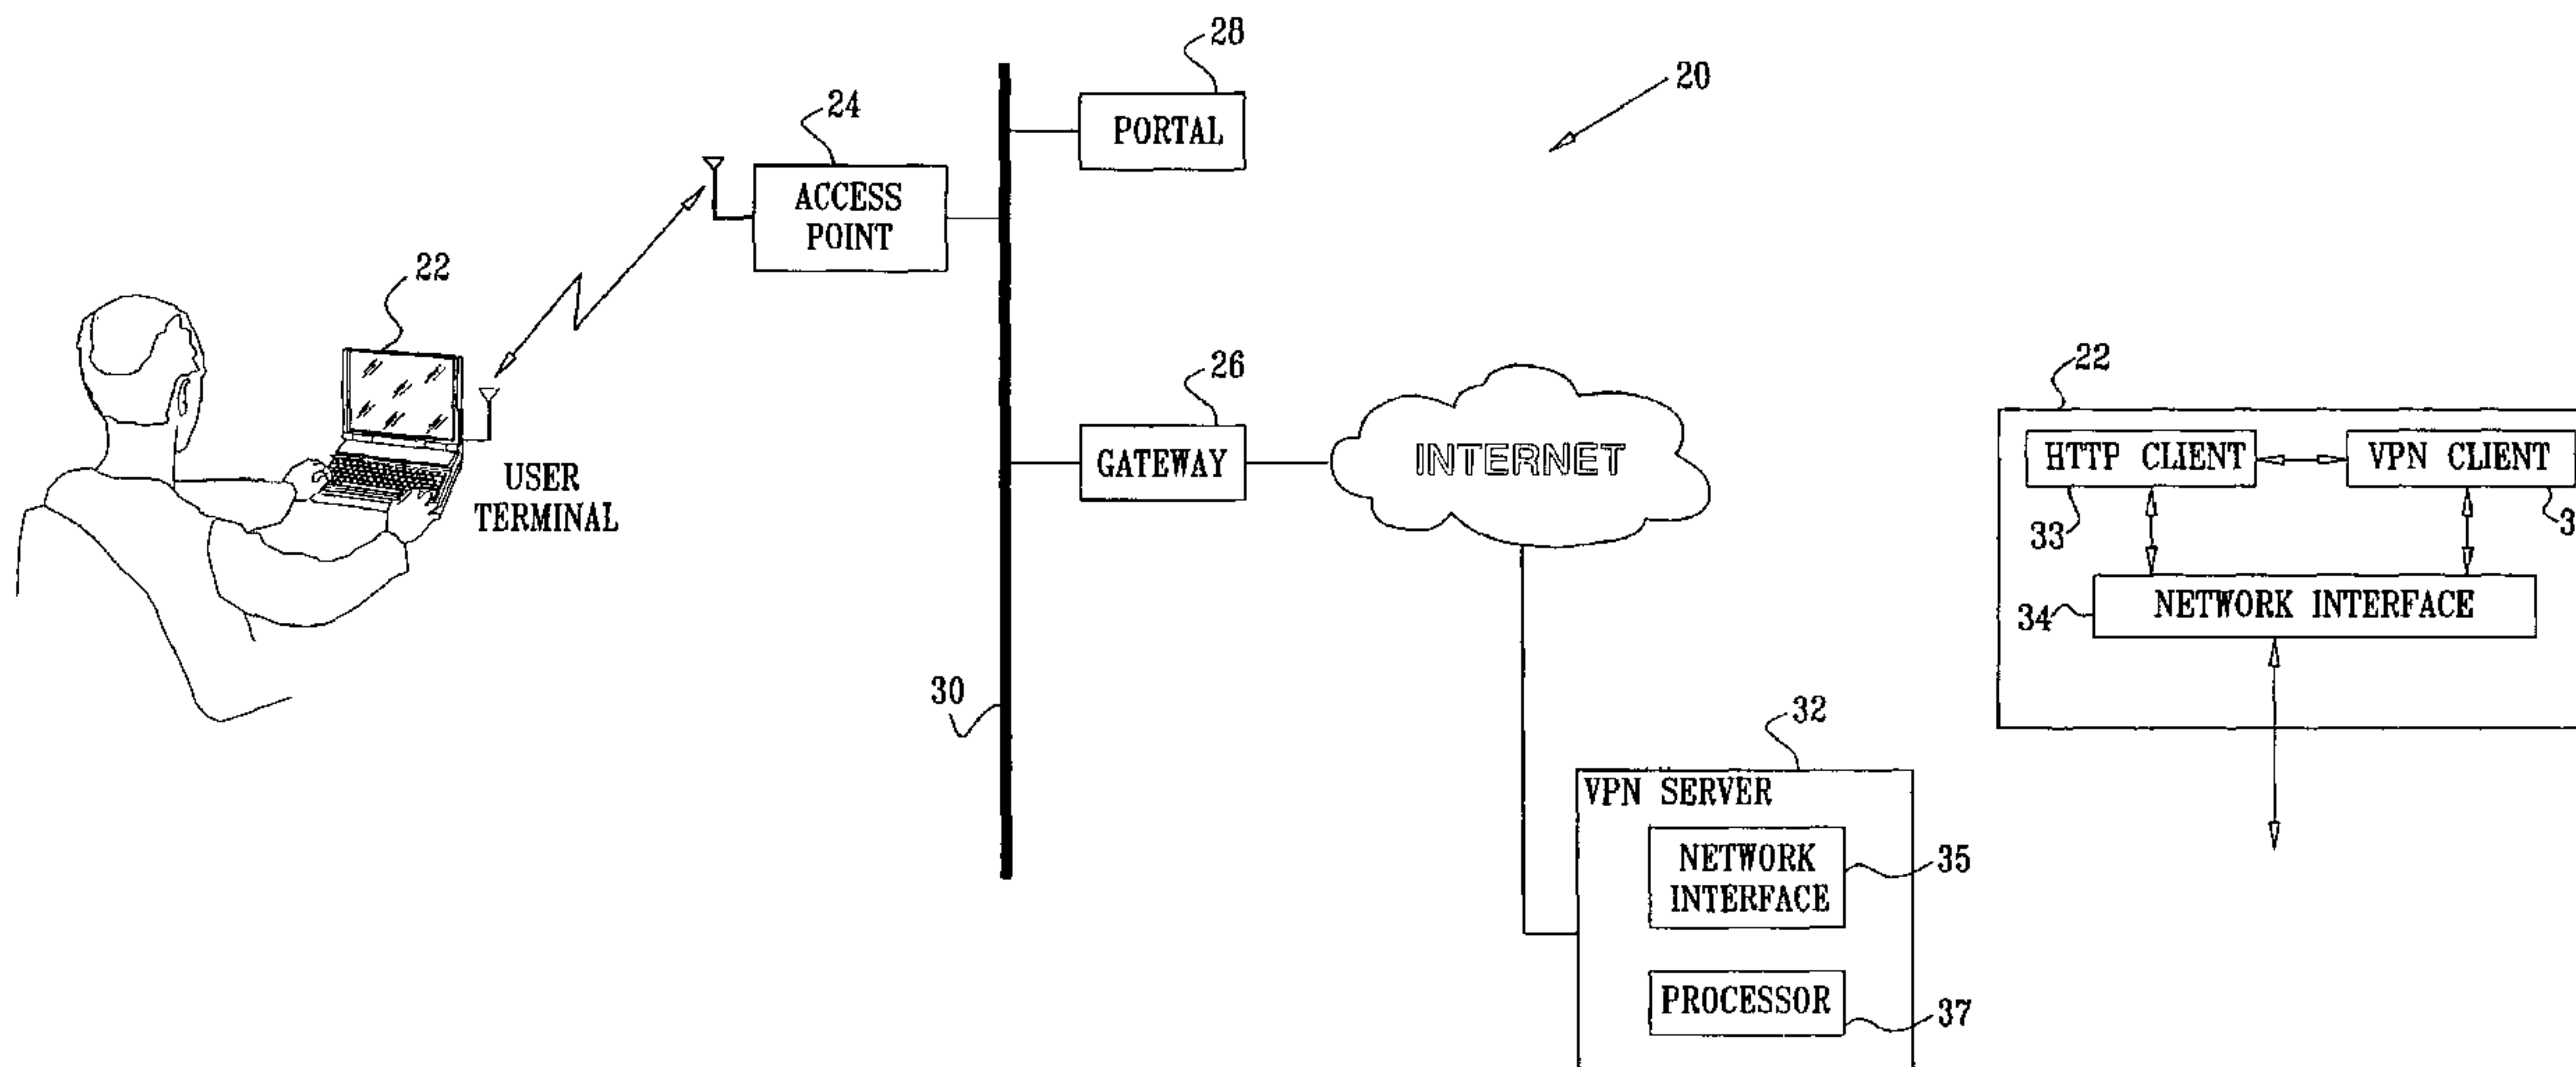 28
20
24
PORTAL
ACCESS
POINT
22
26
22
INTERNET
GATEWAY
HTTP CLIENT
VPN CLIENT
USER
TERMINAL
33
34
NETWORK INTERFACE
30
32
VPN SERVER
NETWORK
INTERFACE
35
PROCESSOR
37